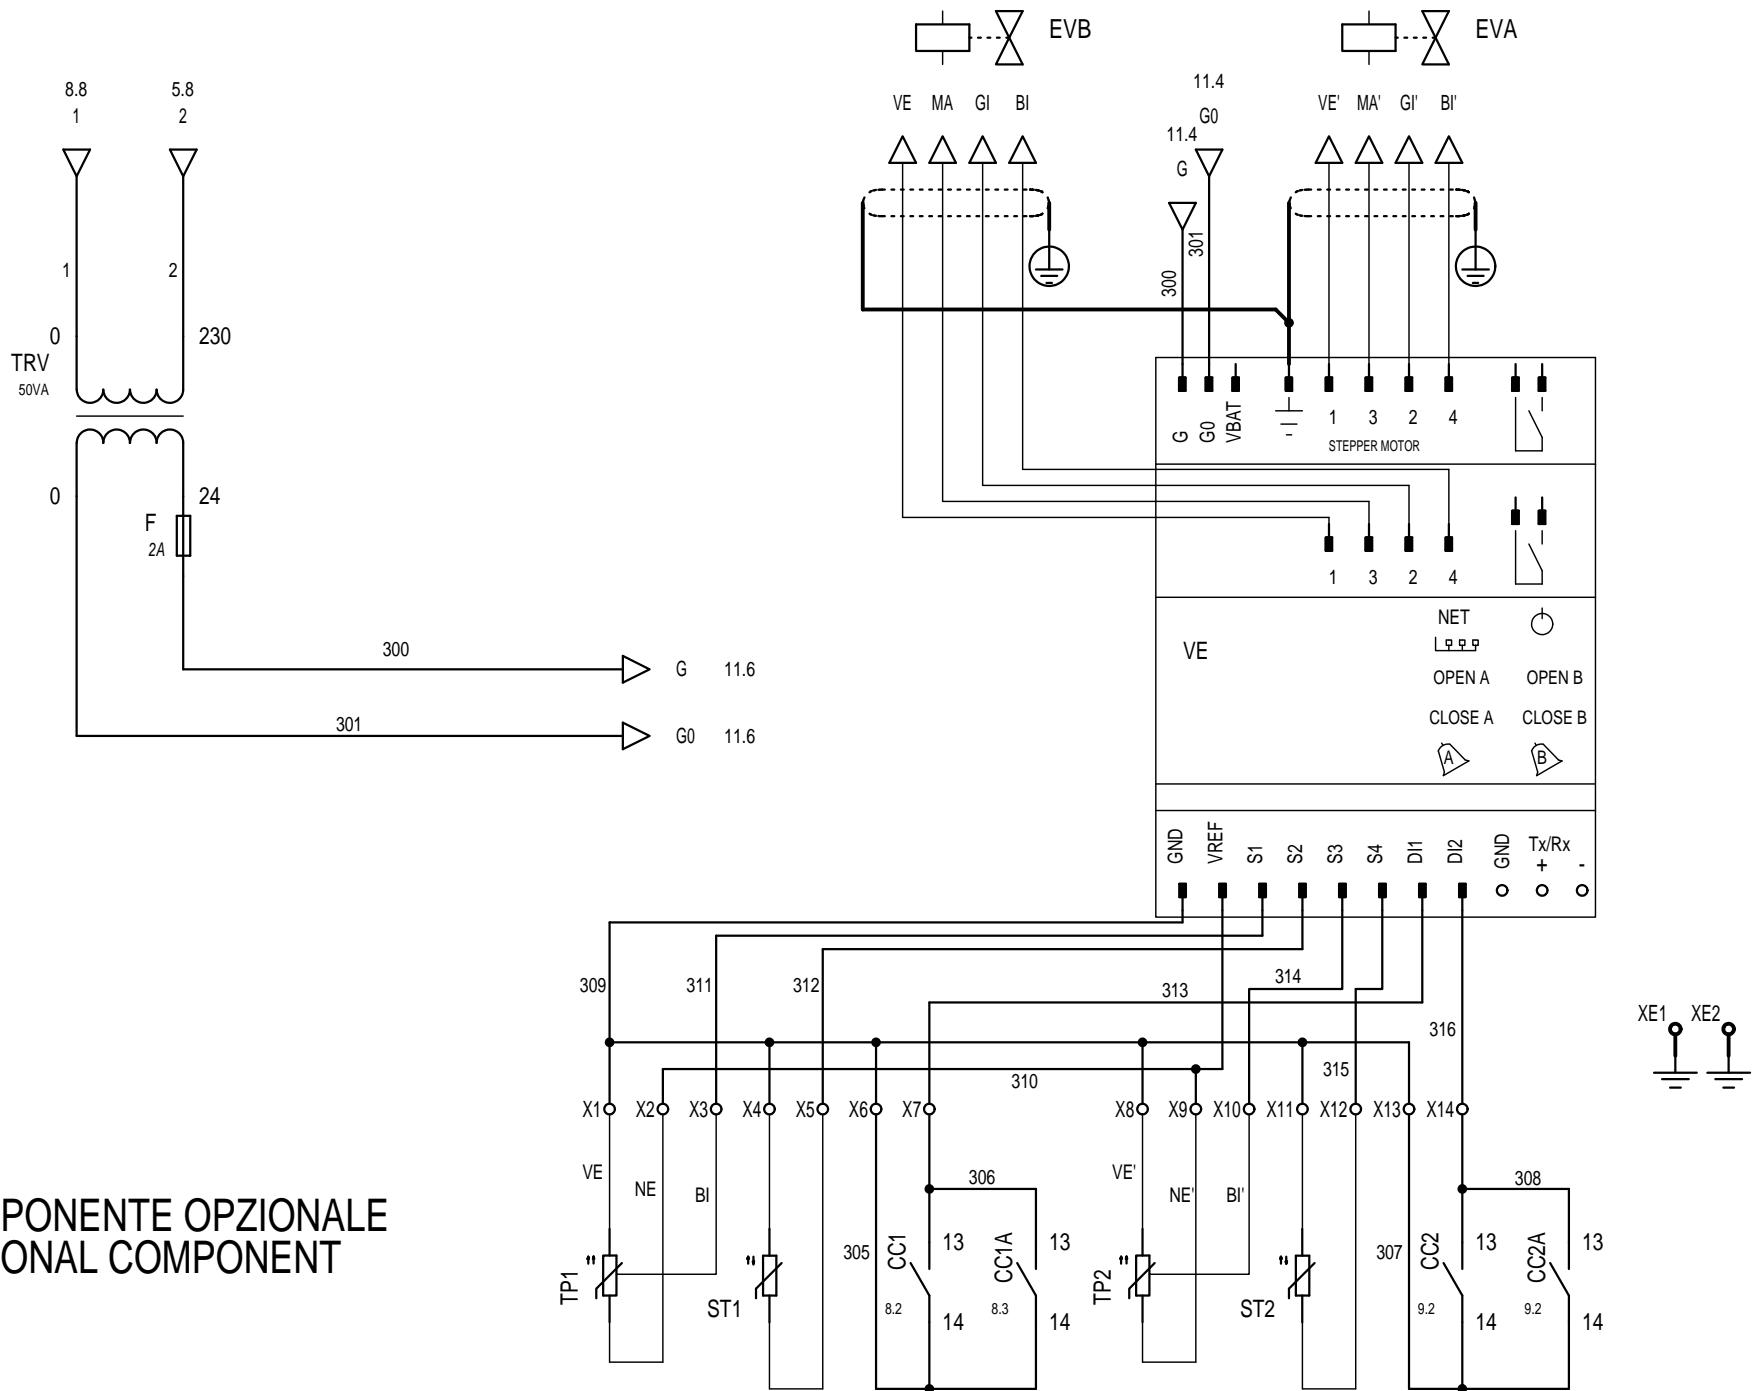 EVB
EVA
8.8
5.8
1
2
VE
MA
GI
BI
11.4
G0
11.4
G
VE'
MA'
GI'
BI'
1
2
300
301
0
230
TRV
50VA
0
24
F
2A
G
G0
VBAT
1
3
2
4
STEPPER MOTOR
1
3
2
4
300
G
11.6
301
G0
11.6
VE
NET
OPEN A
OPEN B
CLOSE A
CLOSE B
A
B
GND
VREF
S1
S2
S3
S4
DI1
DI2
GND
Tx/Rx
+
-
309
311
312
313
314
316
310
315
XE1
XE2
X1
X2
X3
X4
X5
X6
X7
X8
X9
X10
X11
X12
X13
X14
VE
NE
BI
306
VE'
NE'
BI'
308
PONENTE OPZIONALE
ONAL COMPONENT
TP1
ST1
305
CC1
8.2
13
14
CC1A
8.3
13
14
TP2
ST2
307
CC2
9.2
13
14
CC2A
9.2
13
14